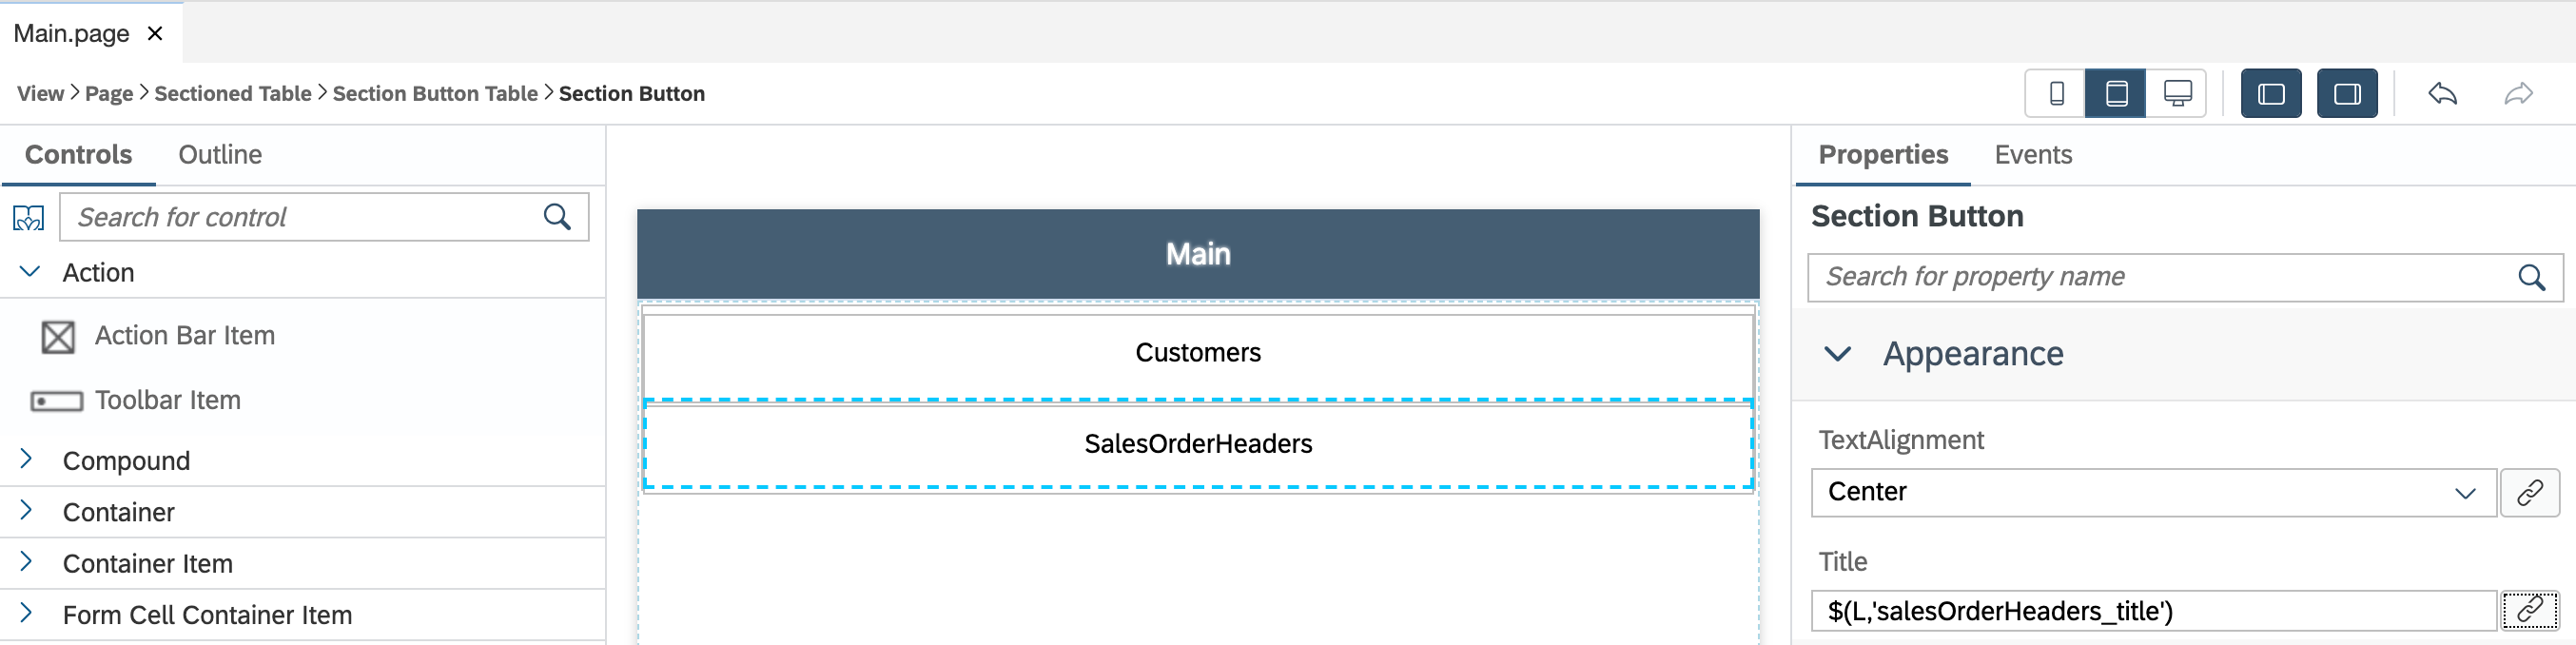 Main.page ×
View > Page > Sectioned Table > Section Button Table > Section Button
Controls Outline
Search for control
Action
Action Bar Item
Toolbar Item
Compound
Container
Container Item
Form Cell Container Item
Main
Customers
SalesOrderHeaders
Properties Events
Section Button
Search for property name
Appearance
TextAlignment
Center
Title
$(L,'salesOrderHeaders_title')